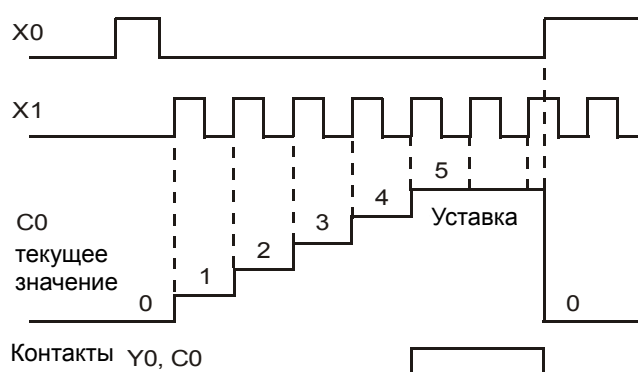 X0
X1
5
4
Уставка
3
C0
2
текущее
1
значение
0
0
Контакты Y0, C0